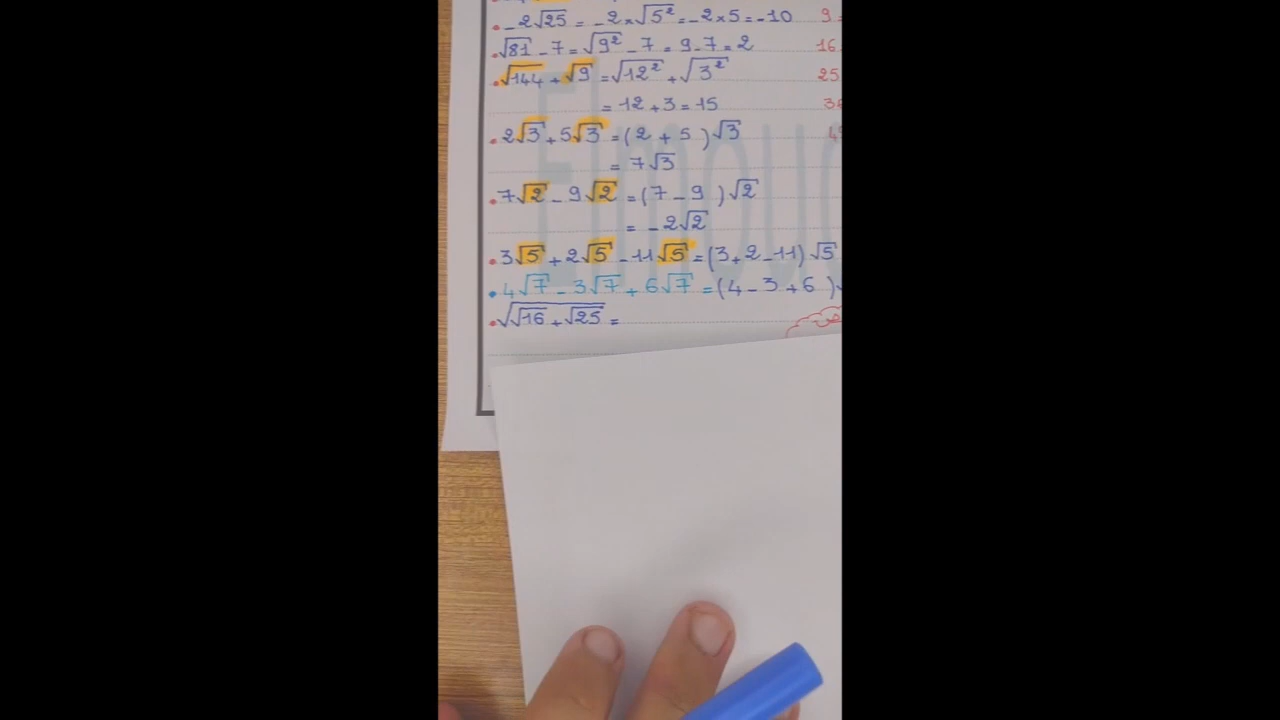 -2√25 = -2×√5² = -2×5 = -10 9
√81 - 7 = √9² - 7 = 9-7 = 2 16
√144 + √9 = √12² + √3² 25
= 12 + 3 = 15
2√3 + 5√3 = (2 + 5)√3
= 7√3
7√2 - 9√2 = (7 - 9)√2
= -2√2
3√5 + 2√5 - 11√5 = (3+2-11)√5
4√7 - 3√7 + 6√7 = (4-3+6)
√(√16 + √25) =